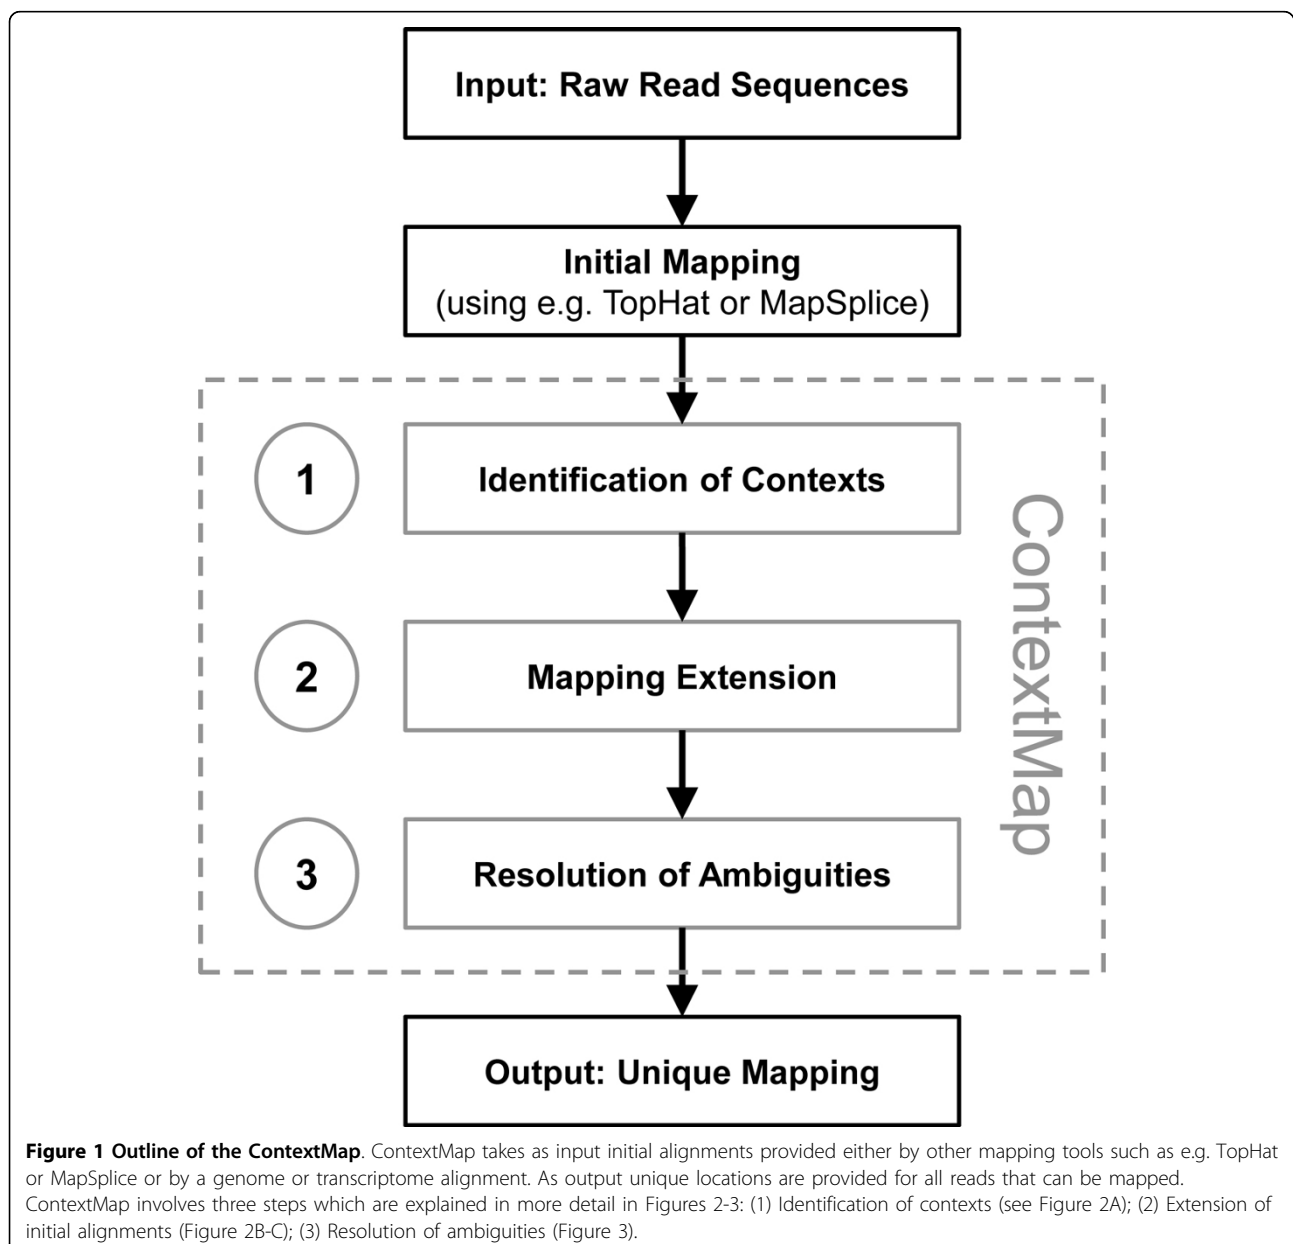 Input: Raw Read Sequences
Initial Mapping
(using e.g. TopHat or MapSplice)
1
Identification of Contexts
2
Mapping Extension
3
Resolution of Ambiguities
ContextMap
Output: Unique Mapping
Figure 1 Outline of the ContextMap. ContextMap takes as input initial alignments provided either by other mapping tools such as e.g. TopHat
or MapSplice or by a genome or transcriptome alignment. As output unique locations are provided for all reads that can be mapped.
ContextMap involves three steps which are explained in more detail in Figures 2-3: (1) Identification of contexts (see Figure 2A); (2) Extension of
initial alignments (Figure 2B-C); (3) Resolution of ambiguities (Figure 3).